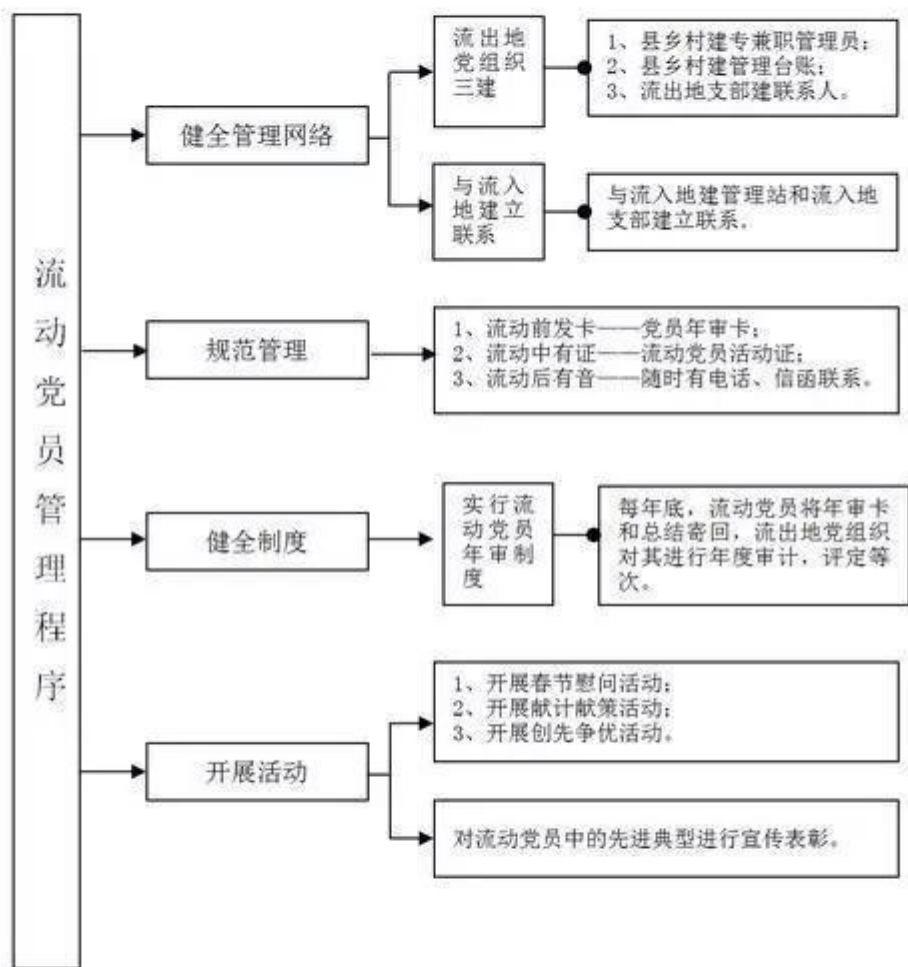 流动党员管理程序
健全管理网络
流出地
党组织
三建
1、县乡村建专兼职管理员；
2、县乡村建管理台账；
3、流出地支部建联系人。
与流入
地建立
联系
与流入地建管理站和流入地
支部建立联系。
规范管理
1、流动前发卡——党员年审卡；
2、流动中有证——流动党员活动证；
3、流动后有音——随时有电话、信函联系。
健全制度
实行流
动党员
年审制
度
每年底，流动党员将年审卡
和总结寄回，流出地党组织
对其进行年度审计，评定等
次。
开展活动
1、开展春节慰问活动；
2、开展献计献策活动；
3、开展创先争优活动。
对流动党员中的先进典型进行宣传表彰。